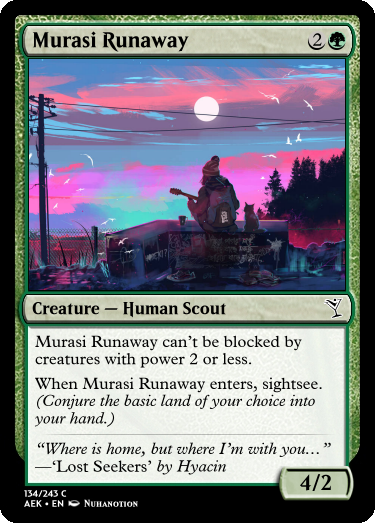 Murasi Runaway 2
Creature — Human Scout
Murasi Runaway can't be blocked by
creatures with power 2 or less.
When Murasi Runaway enters, sightsee.
(Conjure the basic land of your choice into
your hand.)
“Where is home, but where I'm with you…”
—‘Lost Seekers’ by Hyacin
4/2
134/243 C
AEK • EN Nuhanotion